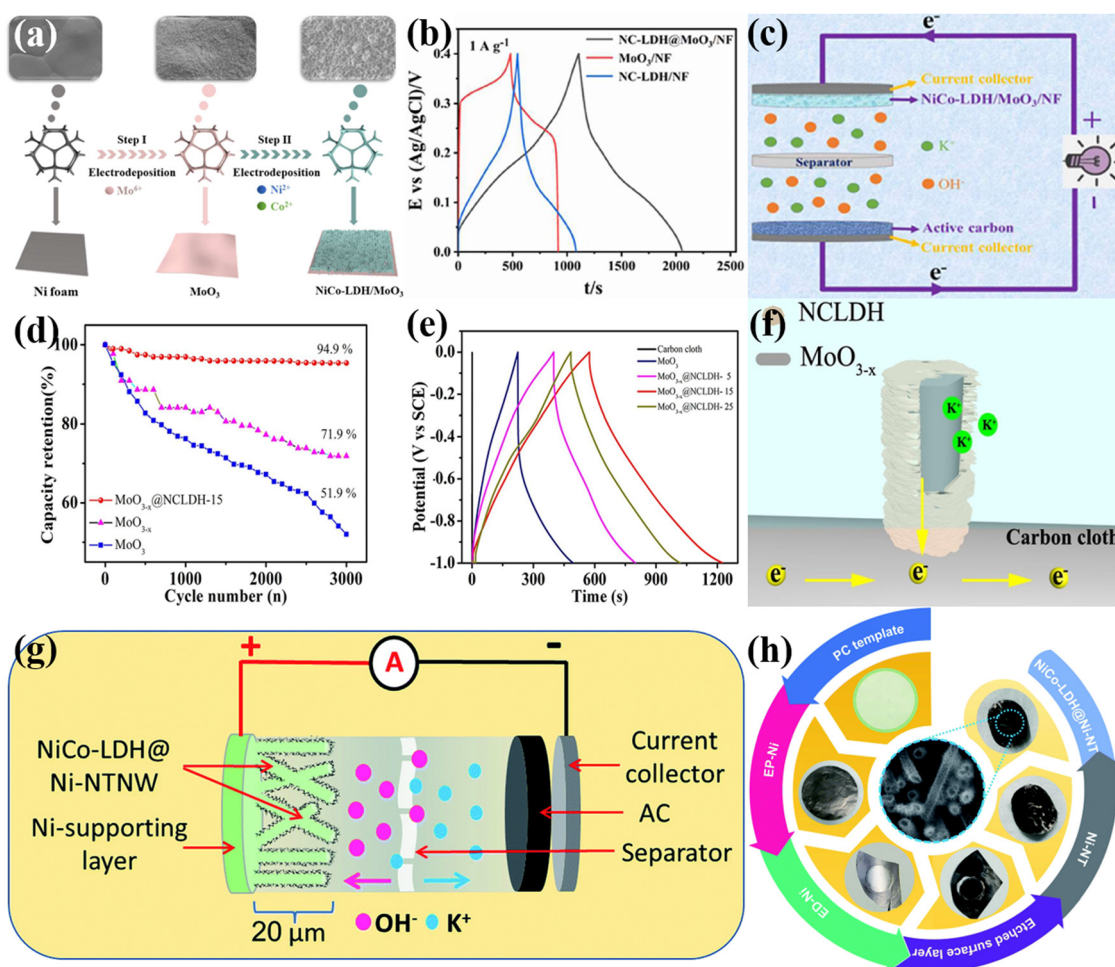 (a)
Step I
Electrodeposition
Mo⁶⁺
Step II
Electrodeposition
Ni²⁺
Co²⁺
Ni foam
MoO₃
NiCo-LDH/MoO₃
(b)
1 A g⁻¹
NC-LDH@MoO₃/NF
MoO₃/NF
NC-LDH/NF
E vs (Ag/AgCl)/V
0.4
0.3
0.2
0.1
0.0
0 500 1000 1500 2000 2500
t/s
(c)
e⁻
Current collector
NiCo-LDH/MoO₃/NF
K⁺
Separator
OH⁻
+
-
Active carbon
Current collector
e⁻
(d)
Capacity retention(%)
100
80
60
94.9 %
71.9 %
51.9 %
MoO₃₋ₓ@NCLDH-15
MoO₃₋ₓ
MoO₃
0 1000 2000 3000
Cycle number (n)
(e)
Carbon cloth
MoO₃
MoO₃₋ₓ@NCLDH- 5
MoO₃₋ₓ@NCLDH- 15
MoO₃₋ₓ@NCLDH- 25
Potential (V vs SCE)
0.0
-0.2
-0.4
-0.6
-0.8
-1.0
0 300 600 900 1200
Time (s)
(f)
NCLDH
MoO₃₋ₓ
K⁺
K⁺
K⁺
Carbon cloth
e⁻
e⁻
e⁻
(g)
+
A
-
NiCo-LDH@
Ni-NTNW
Ni-supporting
layer
Current
collector
AC
Separator
20 μm
OH⁻
K⁺
(h)
PC template
EP-Ni
ED-Ni
Etched surface layer
Ni-NT
NiCo-LDH@Ni-NT